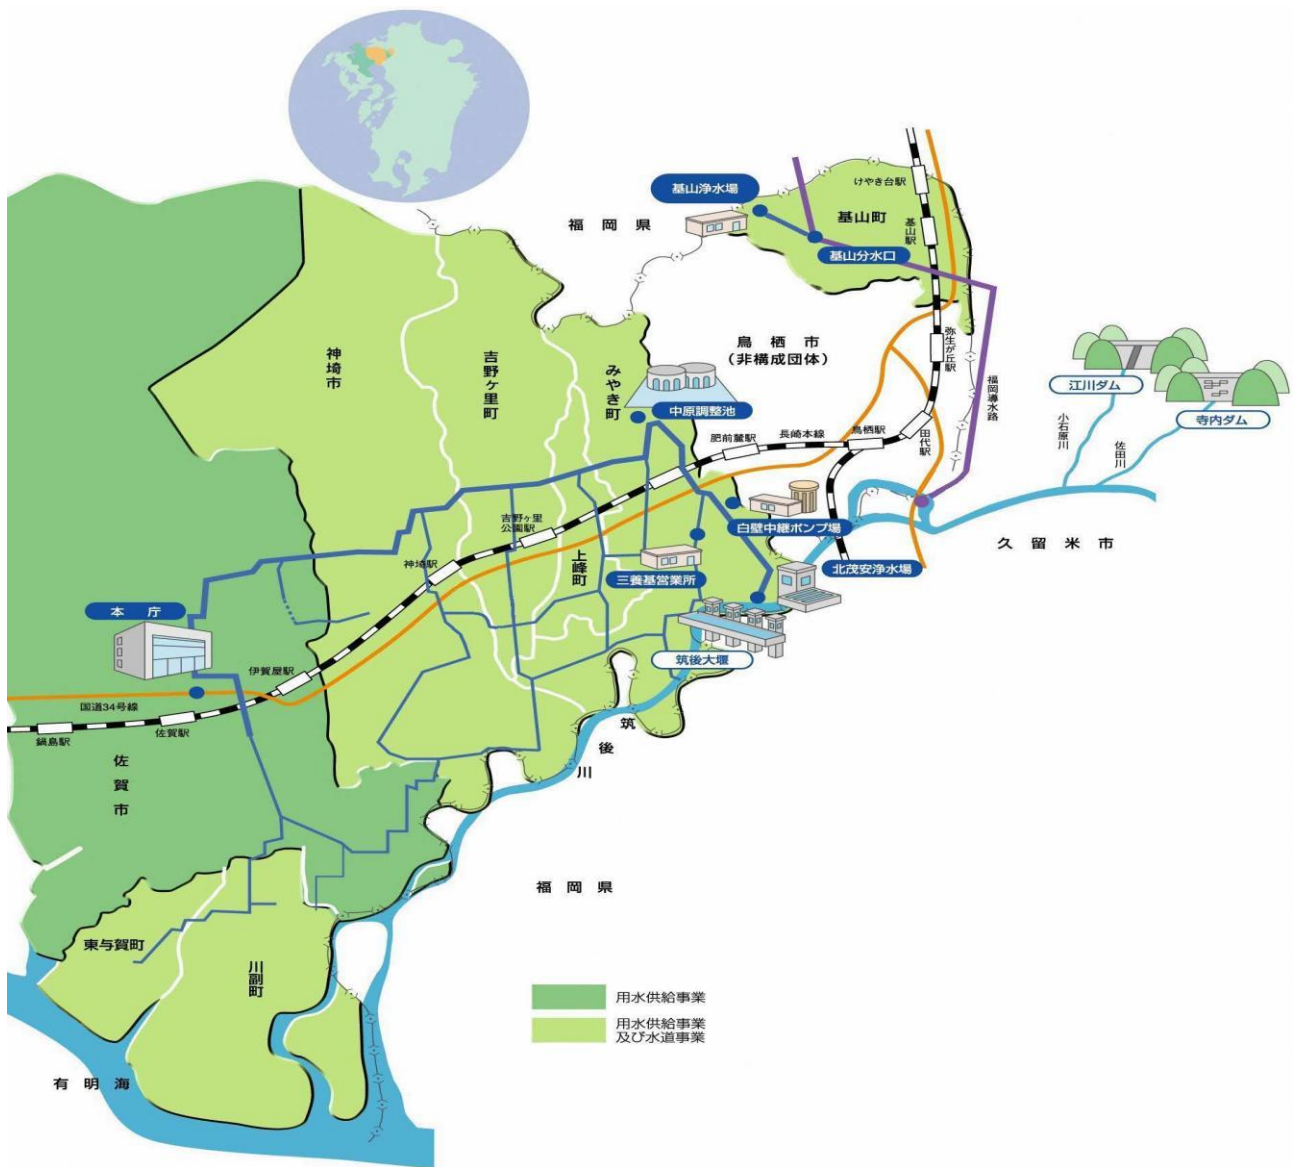 けやき台駅
基山浄水場
基山町
福岡県
基山駅
基山分水口
鳥栖市
(非構成団体)
弥生が丘駅
神埼市
吉野ヶ里町
みやき町
福岡導水路
江川ダム
寺内ダム
中原調整池
小石原川
佐田川
肥前麓駅
長崎本線
鳥栖駅
田代駅
吉野ヶ里
公園駅
白壁中継ポンプ場
久留米市
神埼駅
上峰町
三養基営業所
北茂安浄水場
本庁
筑後大堰
伊賀屋駅
国道34号線
佐賀駅
鍋島駅
筑後川
佐賀市
福岡県
東与賀町
川副町
用水供給事業
用水供給事業
及び水道事業
有明海